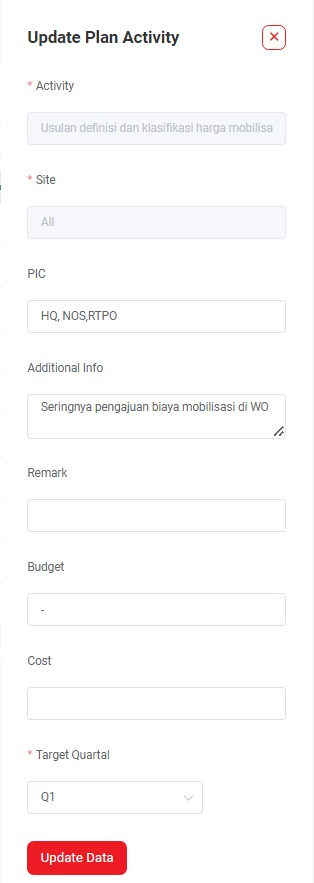 Update Plan Activity
* Activity
Usulan definisi dan klasifikasi harga mobilisa
* Site
All
PIC
HQ, NOS,RTPO
Additional Info
Seringnya pengajuan biaya mobilisasi di WO
Remark
Budget
-
Cost
* Target Quartal
Q1
Update Data